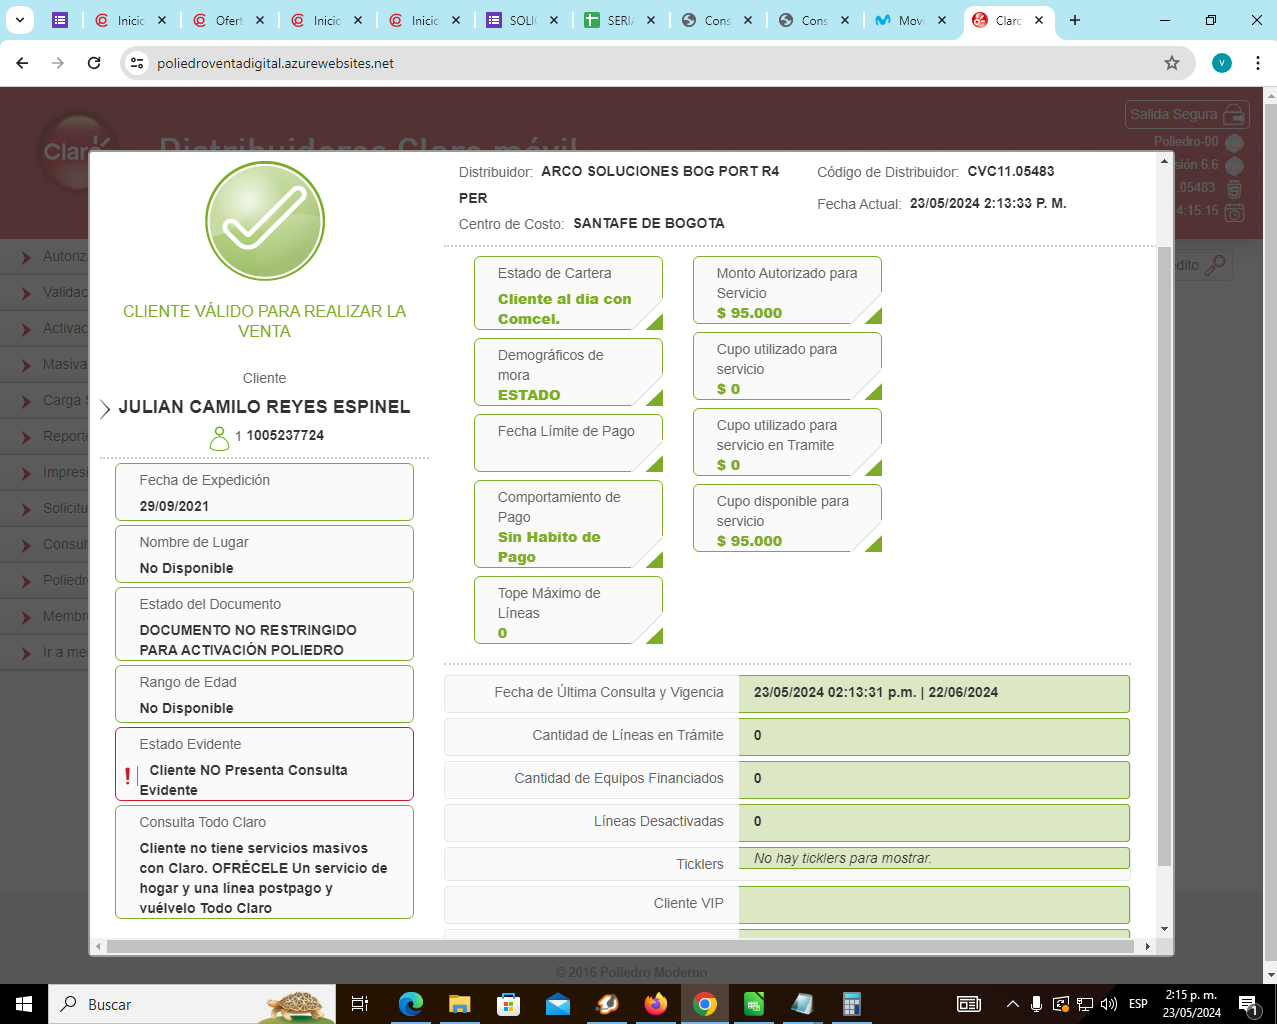 Inicio
Ofert
Inicio
Inicio
SOLI
SERI
Cons
Cons
Movi
Claro
poliedroventadigital.azurewebsites.net
v
Claro
Distribuidores Claro móvil
Salida Segura
Poliedro-00
sión 6.6
.05483
4:15:15
Distribuidor: ARCO SOLUCIONES BOG PORT R4
PER
Centro de Costo: SANTAFE DE BOGOTA
Código de Distribuidor: CVC11.05483
Fecha Actual: 23/05/2024 2:13:33 P. M.
Autoriz
Validac
Activac
Masiva
Carga S
Reporte
Impresi
Solicitu
Consul
Poliedr
Membr
Ir a me
édito
CLIENTE VÁLIDO PARA REALIZAR LA
VENTA
Cliente
JULIAN CAMILO REYES ESPINEL
1 1005237724
Fecha de Expedición
29/09/2021
Nombre de Lugar
No Disponible
Estado del Documento
DOCUMENTO NO RESTRINGIDO
PARA ACTIVACIÓN POLIEDRO
Rango de Edad
No Disponible
Estado Evidente
Cliente NO Presenta Consulta
Evidente
Consulta Todo Claro
Cliente no tiene servicios masivos
con Claro. OFRÉCELE Un servicio de
hogar y una línea postpago y
vuélvelo Todo Claro
Estado de Cartera
Cliente al dia con
Comcel.
Demográficos de
mora
ESTADO
Fecha Límite de Pago
Comportamiento de
Pago
Sin Habito de
Pago
Tope Máximo de
Líneas
0
Monto Autorizado para
Servicio
$ 95.000
Cupo utilizado para
servicio
$ 0
Cupo utilizado para
servicio en Tramite
$ 0
Cupo disponible para
servicio
$ 95.000
Fecha de Última Consulta y Vigencia 23/05/2024 02:13:31 p.m. | 22/06/2024
Cantidad de Líneas en Trámite 0
Cantidad de Equipos Financiados 0
Líneas Desactivadas 0
Ticklers No hay ticklers para mostrar.
Cliente VIP
© 2016 Poliedro Moderno
Buscar
ESP
2:15 p. m.
23/05/2024
1